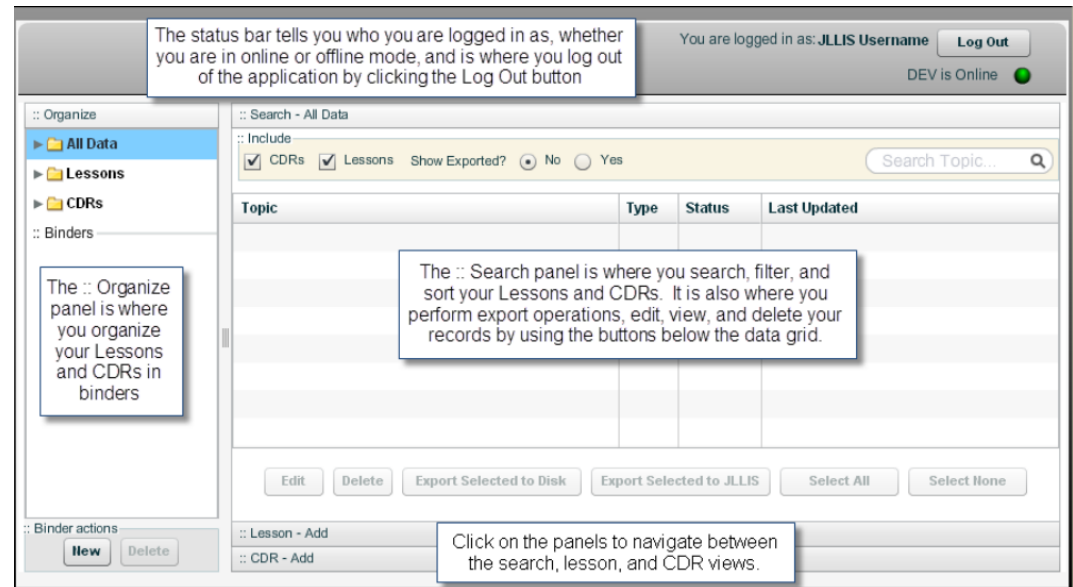 The status bar tells you who you are logged in as, whether
you are in online or offline mode, and is where you log out
of the application by clicking the Log Out button
You are logged in as: JLLIS Username
Log Out
DEV is Online
:: Organize
All Data
Lessons
CDRs
:: Binders
The :: Organize
panel is where
you organize
your Lessons
and CDRs in
binders
:: Binder actions
New
Delete
:: Search - All Data
:: Include
CDRs Lessons Show Exported? No Yes
Search Topic...
Topic Type Status Last Updated
The :: Search panel is where you search, filter, and
sort your Lessons and CDRs. It is also where you
perform export operations, edit, view, and delete your
records by using the buttons below the data grid.
Edit Delete Export Selected to Disk Export Selected to JLLIS Select All Select None
:: Lesson - Add
:: CDR - Add
Click on the panels to navigate between
the search, lesson, and CDR views.